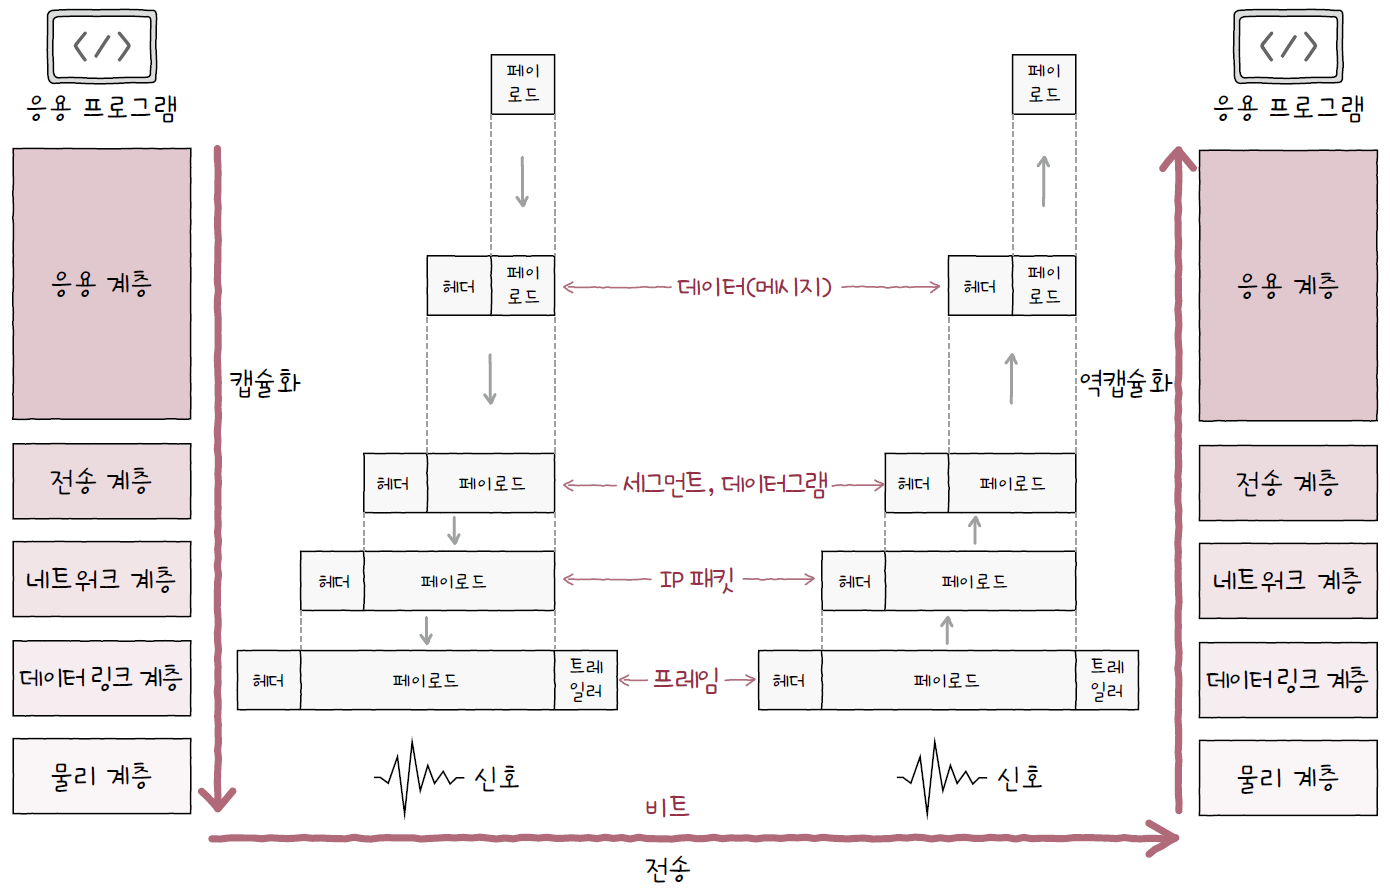 응용 프로그램
응용 프로그램
페이
로드
페이
로드
응용 계층
헤더
페이
로드
데이터(메시지)
헤더
페이
로드
응용 계층
캡슐화
역캡슐화
전송 계층
헤더
페이로드
세그먼트, 데이터그램
헤더
페이로드
전송 계층
네트워크 계층
헤더
페이로드
IP 패킷
헤더
페이로드
네트워크 계층
데이터 링크 계층
헤더
페이로드
트레
일러
프레임
헤더
페이로드
트레
일러
데이터 링크 계층
물리 계층
신호
신호
물리 계층
비트
전송